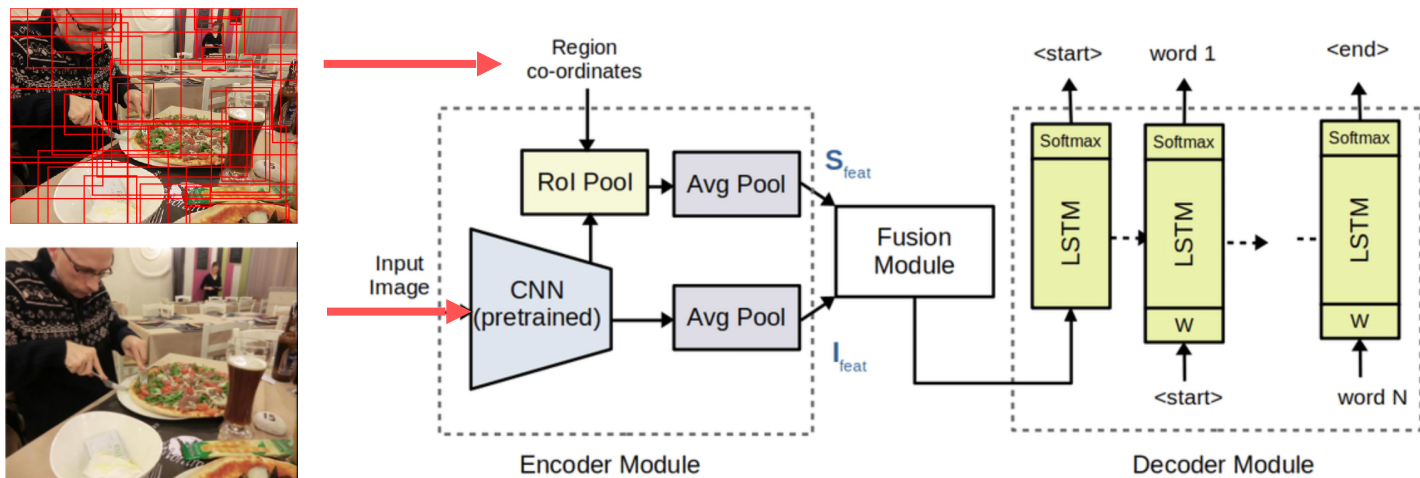 Region
co-ordinates
<start>
word 1
<end>
RoI Pool
Avg Pool
S feat
Softmax
Softmax
Softmax
LSTM
LSTM
LSTM
Input
Image
CNN
(pretrained)
Avg Pool
I feat
Fusion
Module
W
W
<start>
word N
Encoder Module
Decoder Module